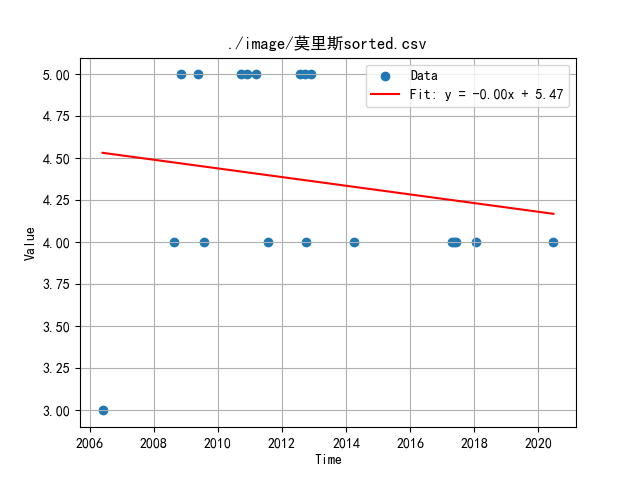 ./image/莫里斯sorted.csv
Data
Fit: y = -0.00x + 5.47
5.00
4.75
4.50
4.25
4.00
3.75
3.50
3.25
3.00
Value
2006 2008 2010 2012 2014 2016 2018 2020
Time